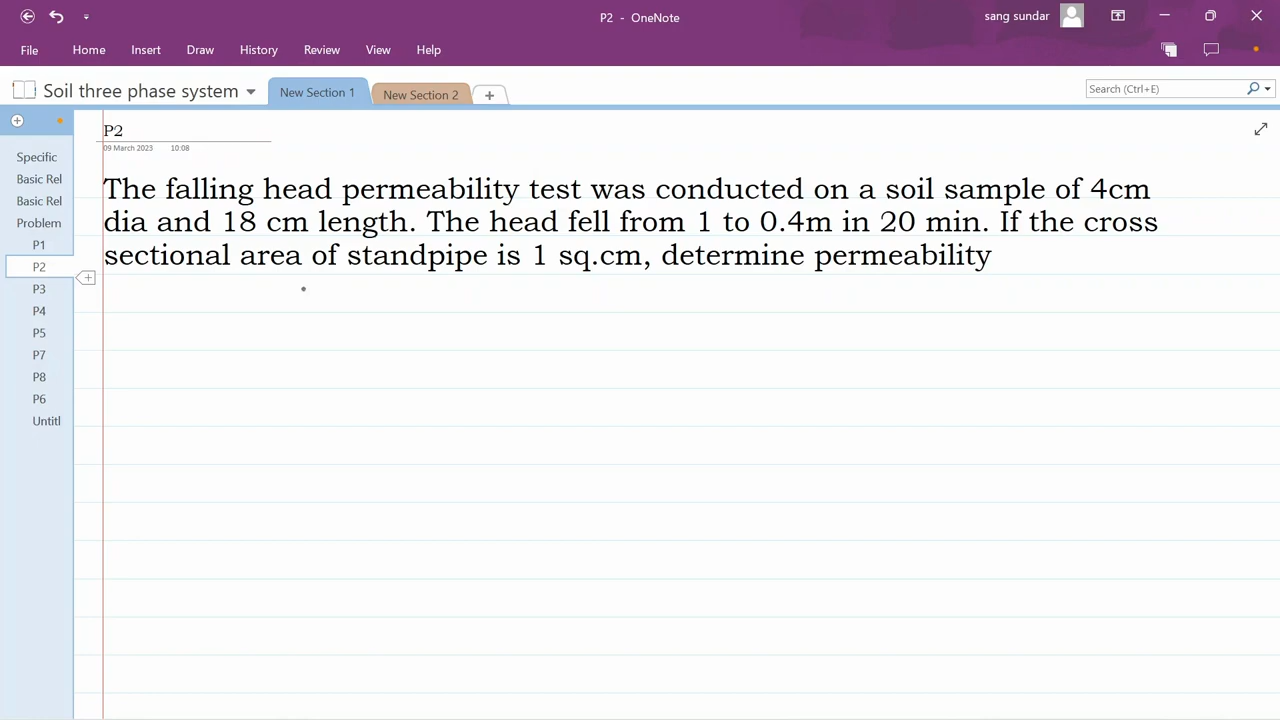 P2 - OneNote
sang sundar
File Home Insert Draw History Review View Help
Soil three phase system
New Section 1
New Section 2
Search (Ctrl+E)
P2
09 March 2023 10:08
The falling head permeability test was conducted on a soil sample of 4cm
dia and 18 cm length. The head fell from 1 to 0.4m in 20 min. If the cross
sectional area of standpipe is 1 sq.cm, determine permeability
Specific
Basic Rel
Basic Rel
Problem
P1
P2
P3
P4
P5
P7
P8
P6
Untitl